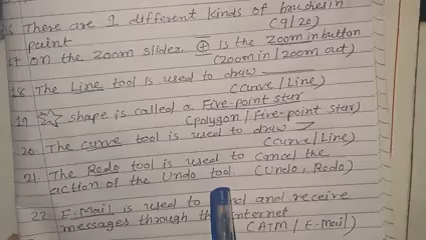 16 There are 9 different kinds of brushes in
paint (9/20)
17 on the zoom slider, ⊕ is the zoom in button
(zoom in / zoom out)
18 The Line tool is used to draw
(Curve / Line)
19 shape is called a Five-point star
(Polygon / Five-point star)
20. The curve tool is used to draw
(curve / Line)
21. The Redo tool is used to cancel the
action of the Undo tool. (Undo, Redo)
22 E-Mail is used to and receive
messages through internet
(ATM / E-Mail)